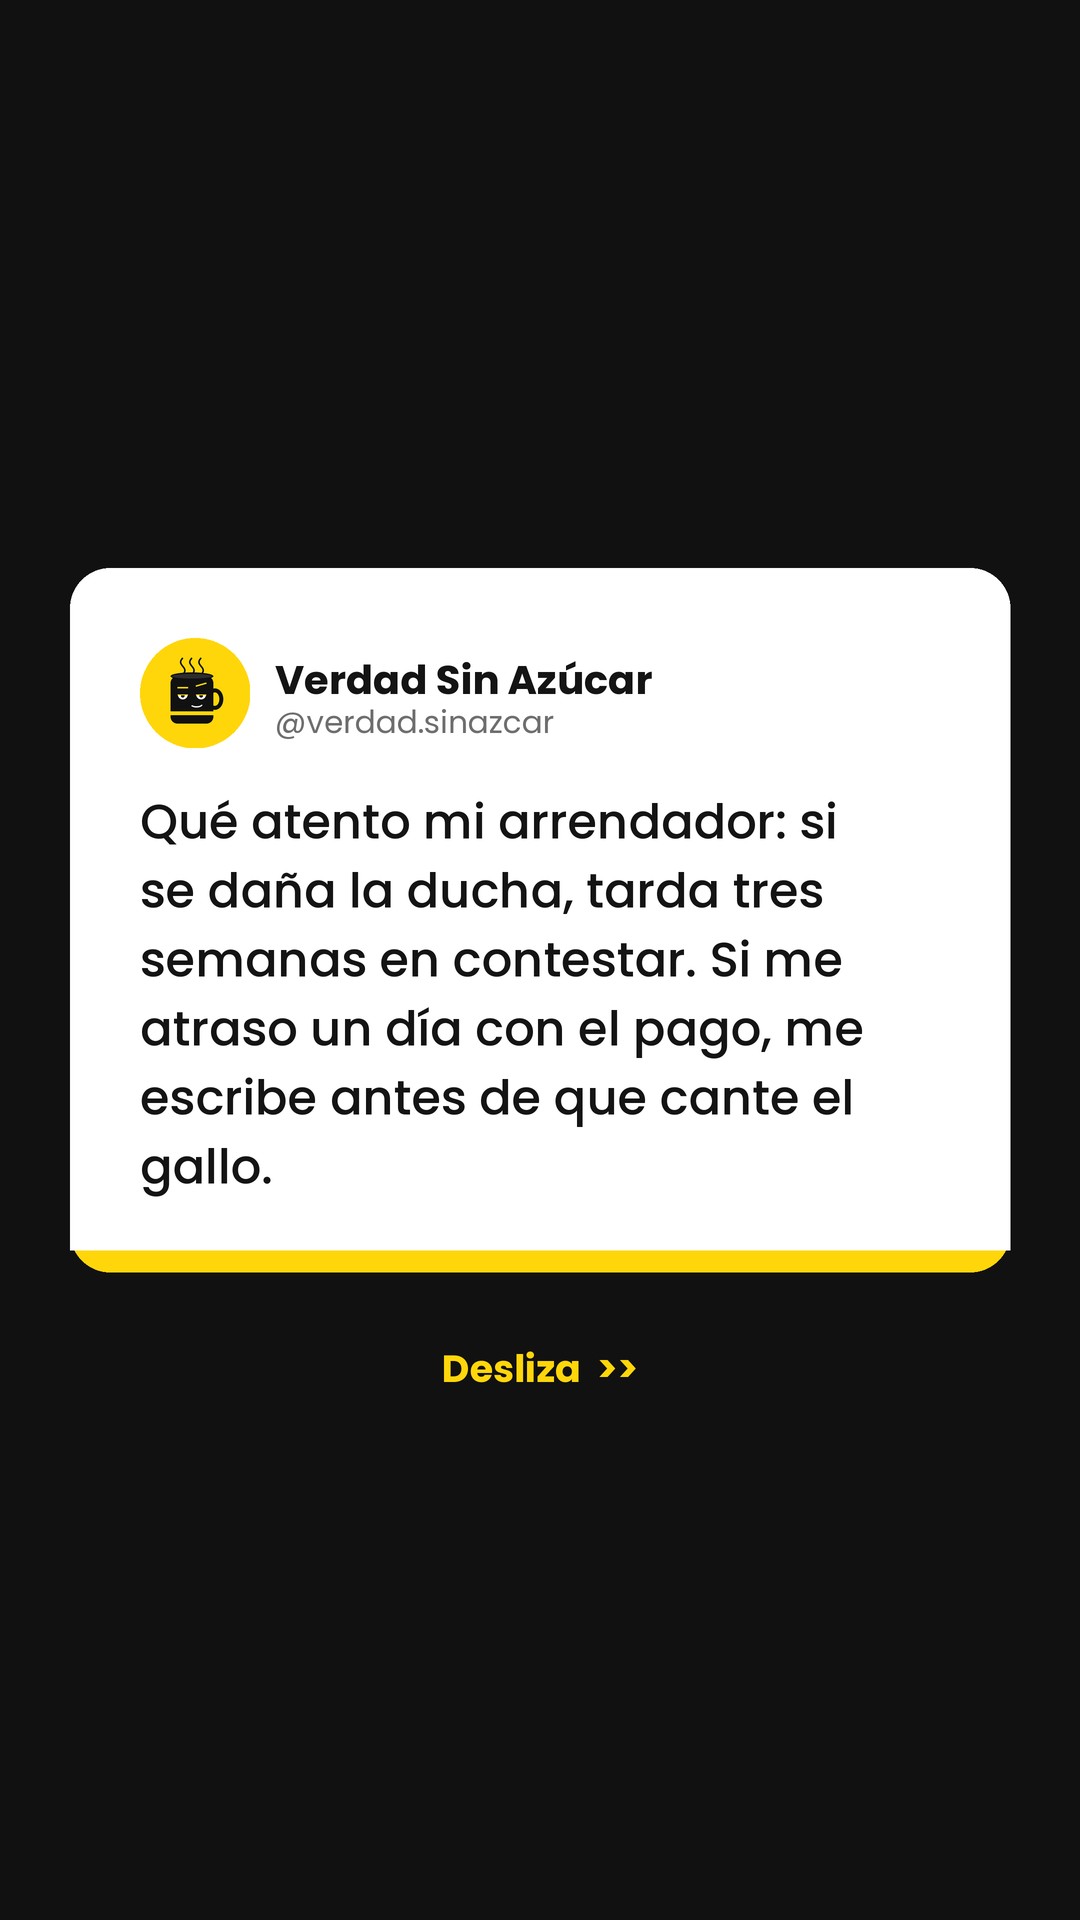 Verdad Sin Azúcar
@verdad.sinazcar
Qué atento mi arrendador: si
se daña la ducha, tarda tres
semanas en contestar. Si me
atraso un día con el pago, me
escribe antes de que cante el
gallo.
Desliza >>